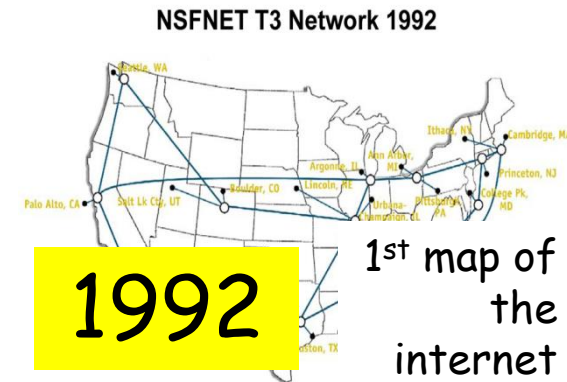 NSFNET T3 Network 1992
Seattle, WA
Ithaca, NY
Cambridge, MA
Ann Arbor,
MI
Argonne, IL
Princeton, NJ
Boulder, CO
Lincoln, NE
Salt Lk Cty, UT
Palo Alto, CA
Urbana-
Champaign, IL
Pittsburgh,
PA
College Pk,
MD
1992
1st map of
the
internet